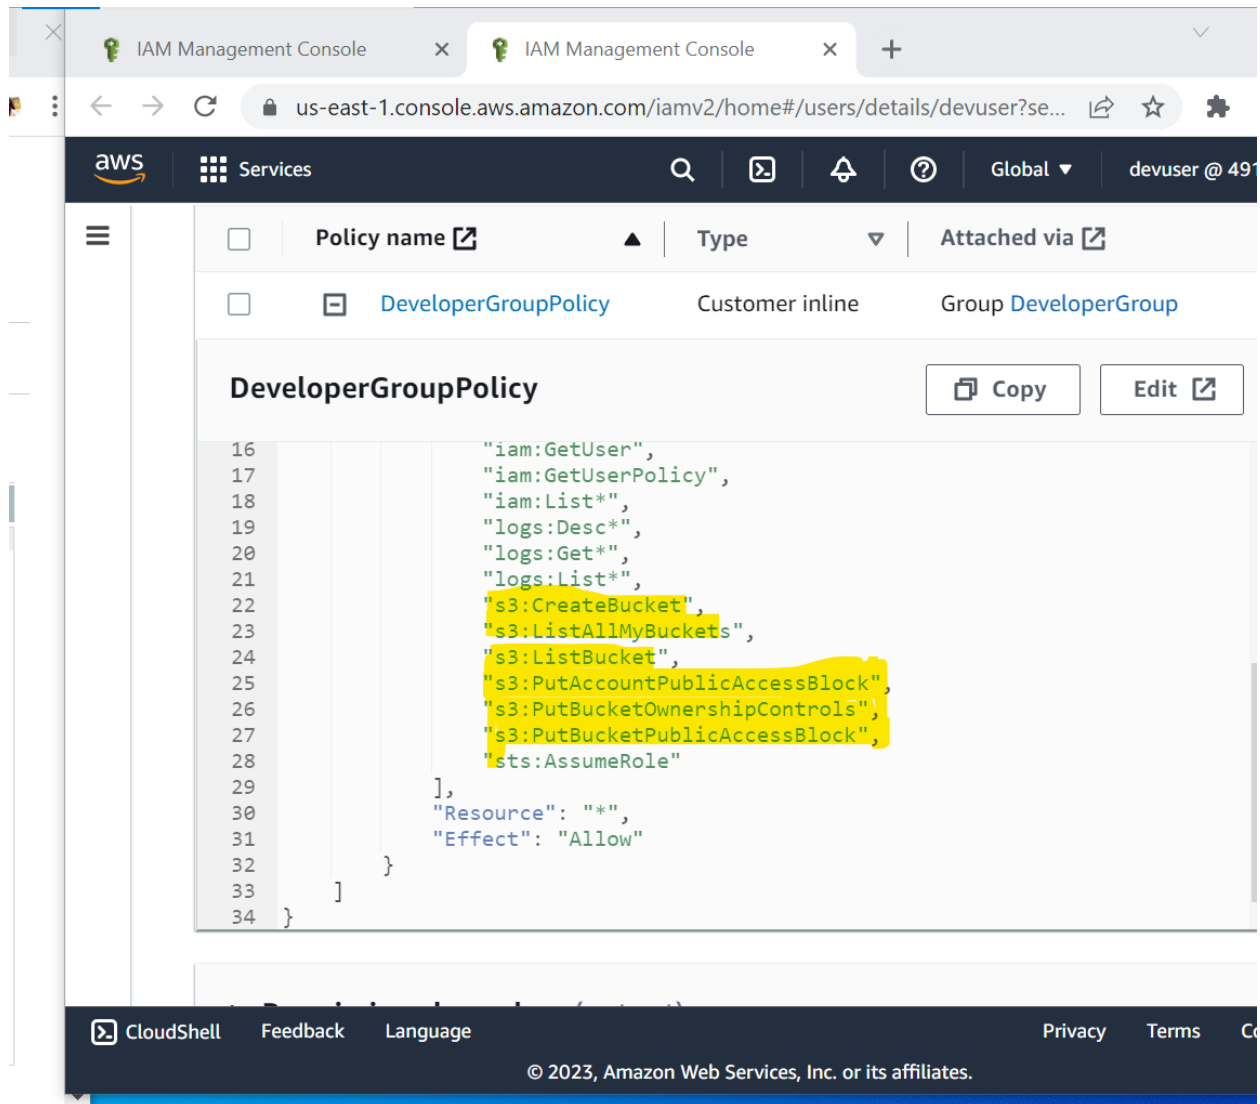 IAM Management Console
IAM Management Console
us-east-1.console.aws.amazon.com/iamv2/home#/users/details/devuser?se...
aws
Services
Global
devuser @ 491
Policy name
Type
Attached via
DeveloperGroupPolicy
Customer inline
Group DeveloperGroup
DeveloperGroupPolicy
Copy
Edit
16 "iam:GetUser",
17 "iam:GetUserPolicy",
18 "iam:List*",
19 "logs:Desc*",
20 "logs:Get*",
21 "logs:List*",
22 "s3:CreateBucket",
23 "s3:ListAllMyBuckets",
24 "s3:ListBucket",
25 "s3:PutAccountPublicAccessBlock",
26 "s3:PutBucketOwnershipControls",
27 "s3:PutBucketPublicAccessBlock",
28 "sts:AssumeRole"
29 ],
30 "Resource": "*",
31 "Effect": "Allow"
32 }
33 ]
34 }
CloudShell
Feedback
Language
Privacy
Terms
© 2023, Amazon Web Services, Inc. or its affiliates.